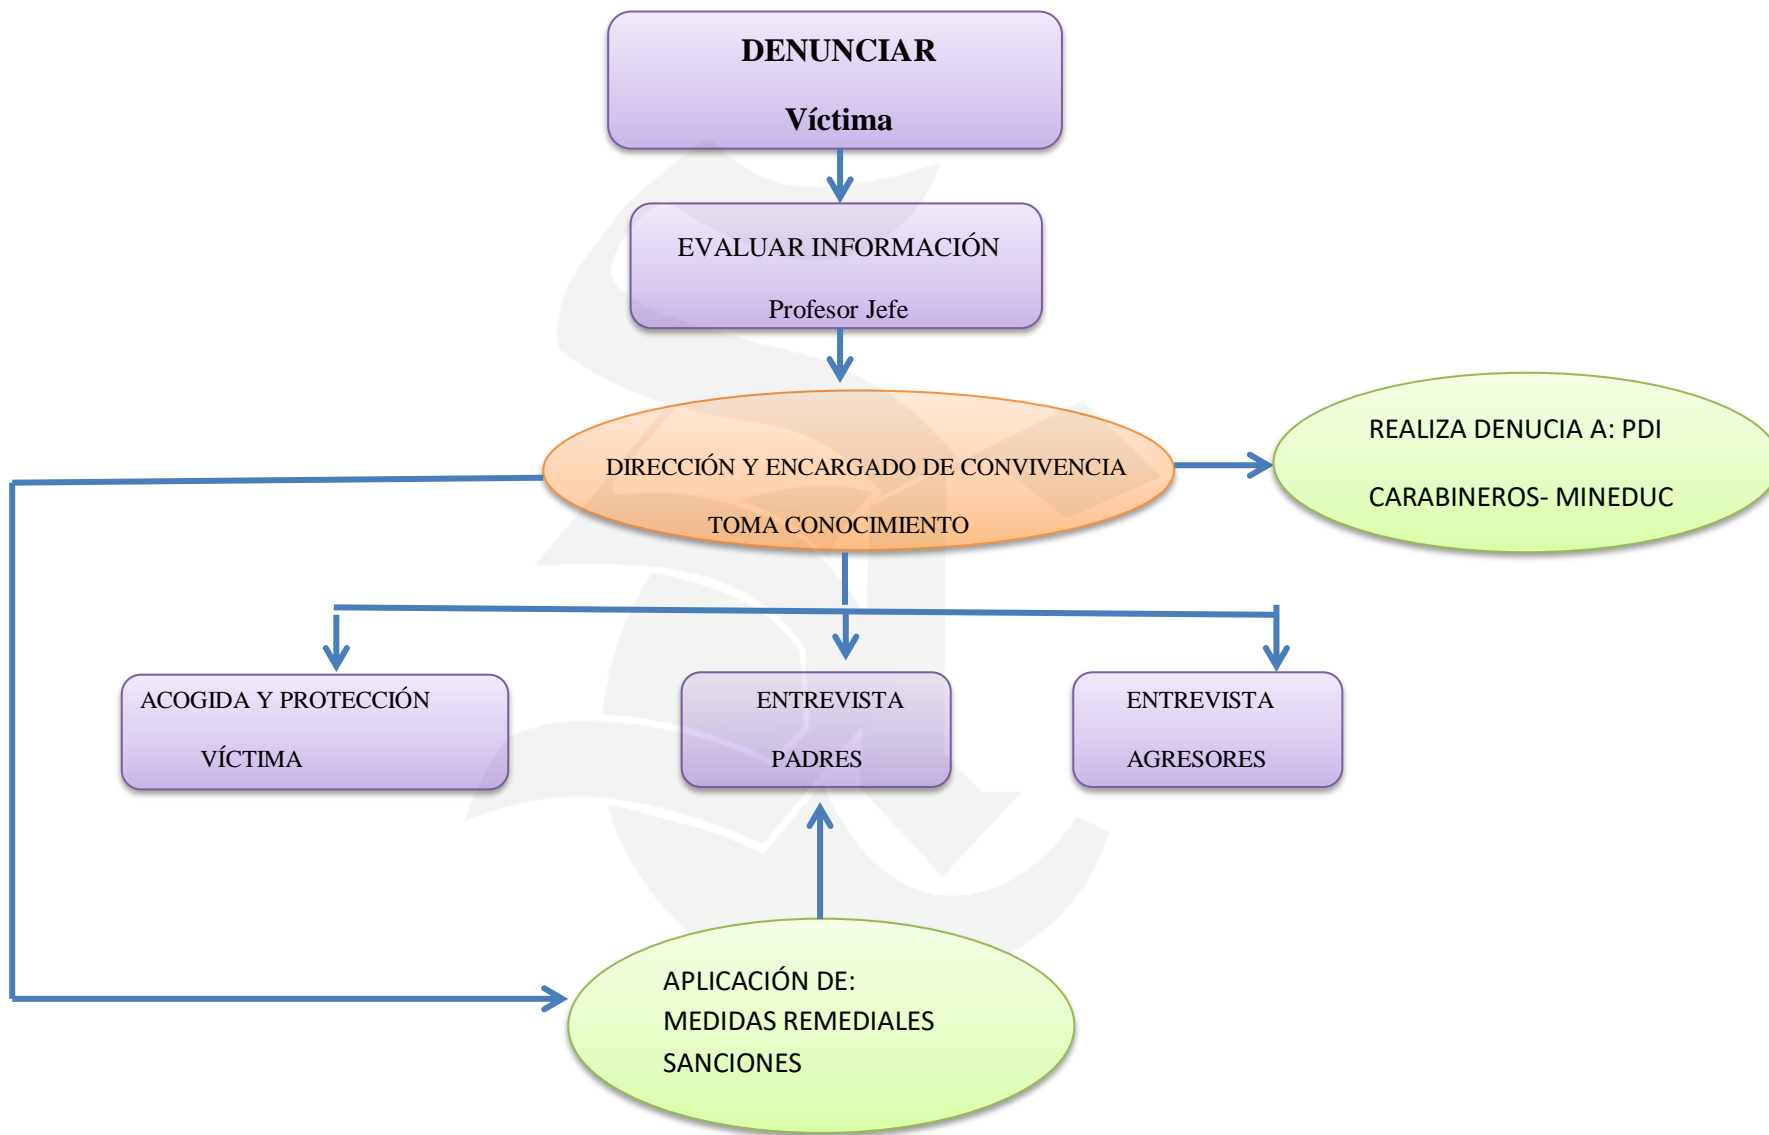 DENUNCIAR
Víctima
EVALUAR INFORMACIÓN
Profesor Jefe
DIRECCIÓN Y ENCARGADO DE CONVIVENCIA
TOMA CONOCIMIENTO
REALIZA DENUCIA A: PDI
CARABINEROS- MINEDUC
ACOGIDA Y PROTECCIÓN
VÍCTIMA
ENTREVISTA
PADRES
ENTREVISTA
AGRESORES
APLICACIÓN DE:
MEDIDAS REMEDIALES
SANCIONES